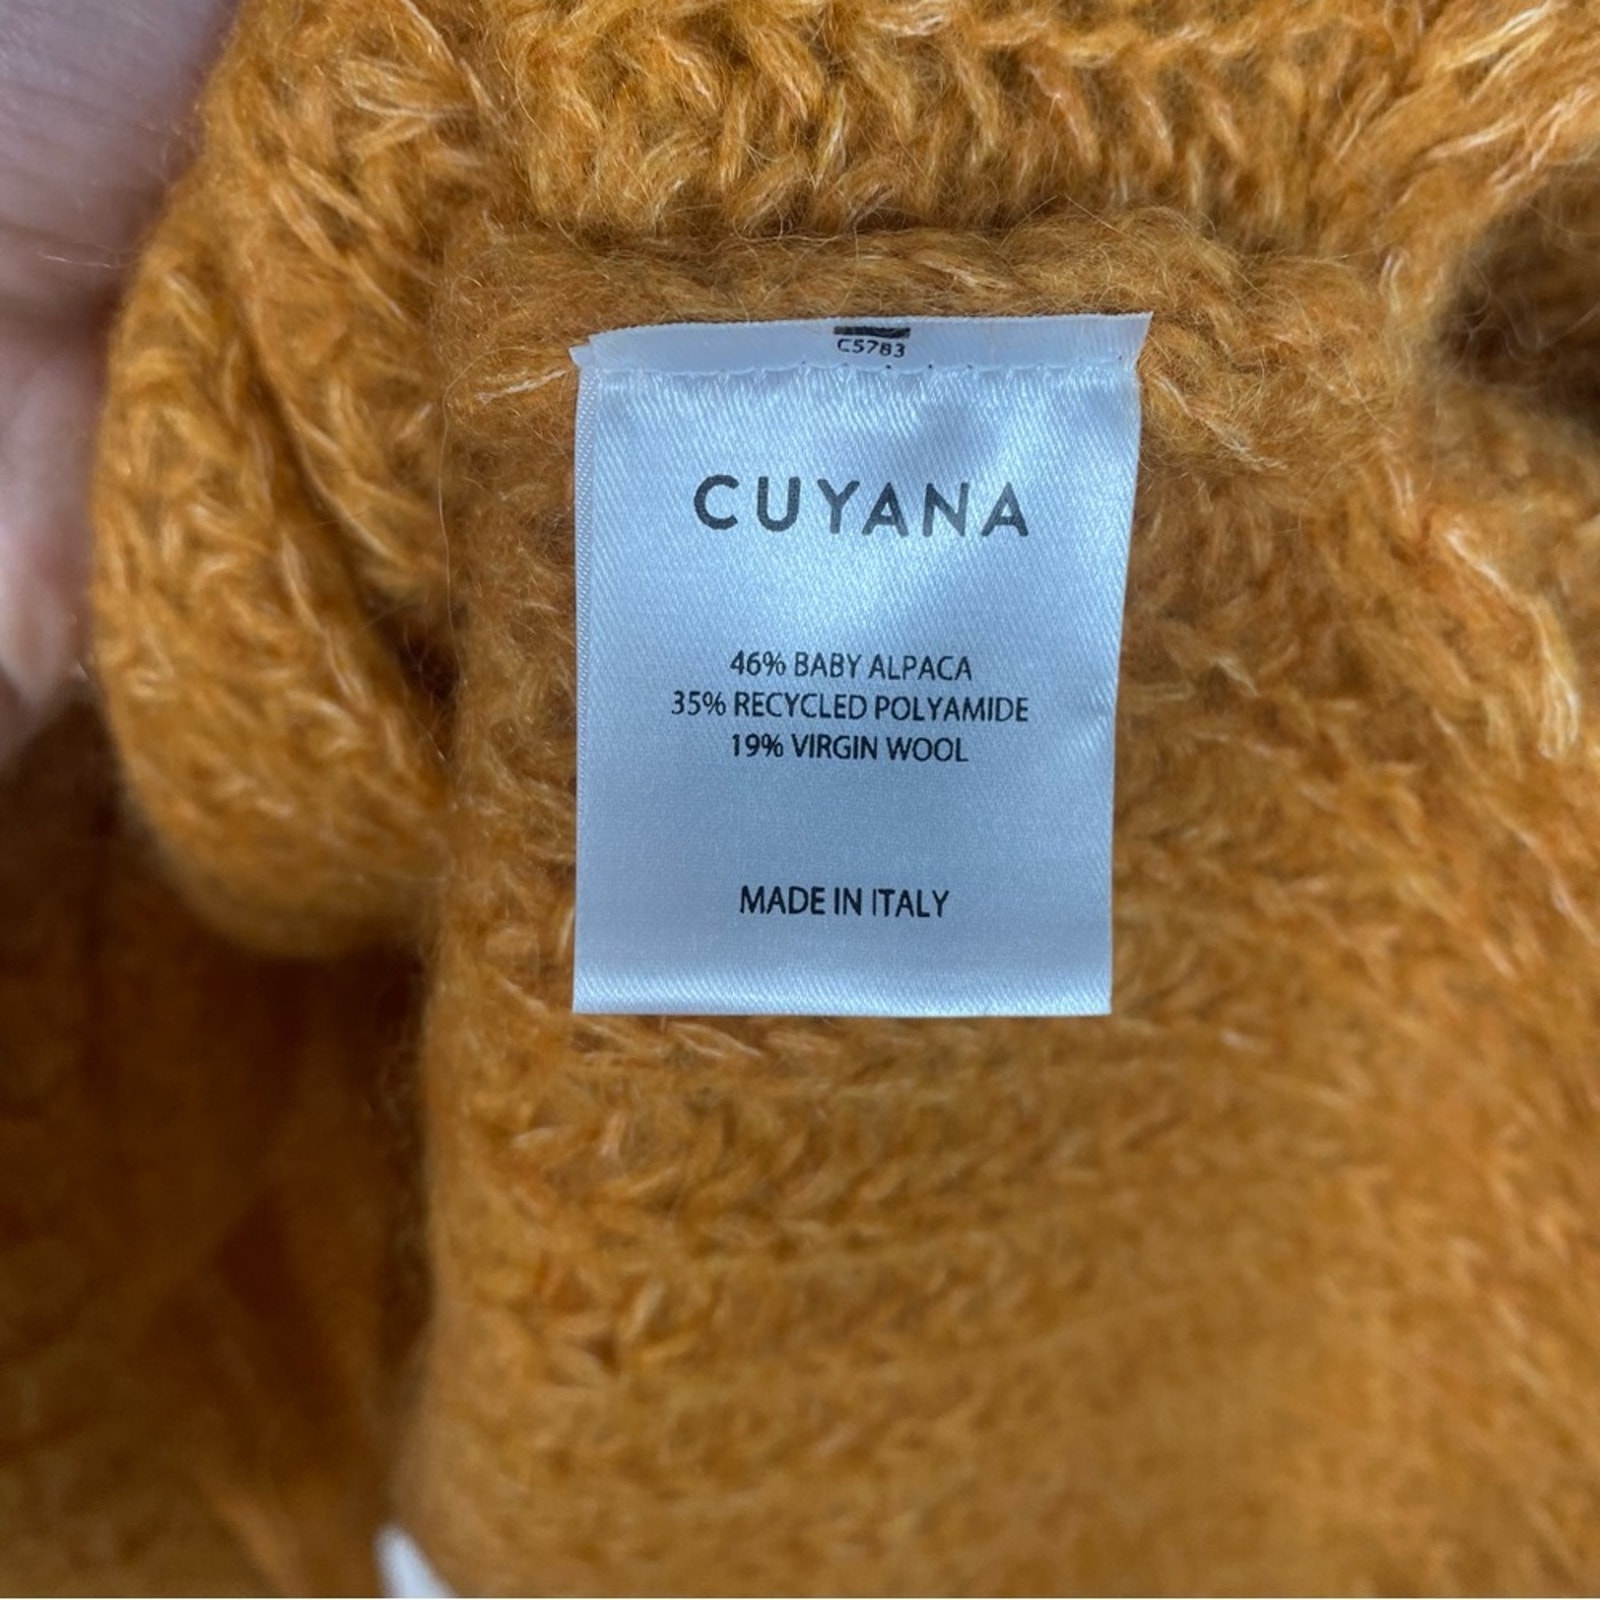 C5783
CUYANA
46% BABY ALPACA
35% RECYCLED POLYAMIDE
19% VIRGIN WOOL
MADE IN ITALY